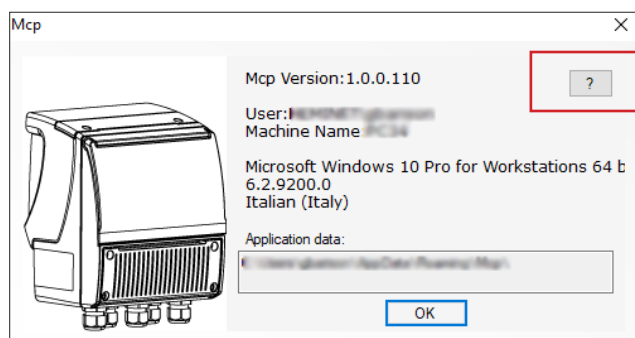 Mcp
Mcp Version:1.0.0.110
?
User:
Machine Name:
Microsoft Windows 10 Pro for Workstations 64 b
6.2.9200.0
Italian (Italy)
Application data:
OK